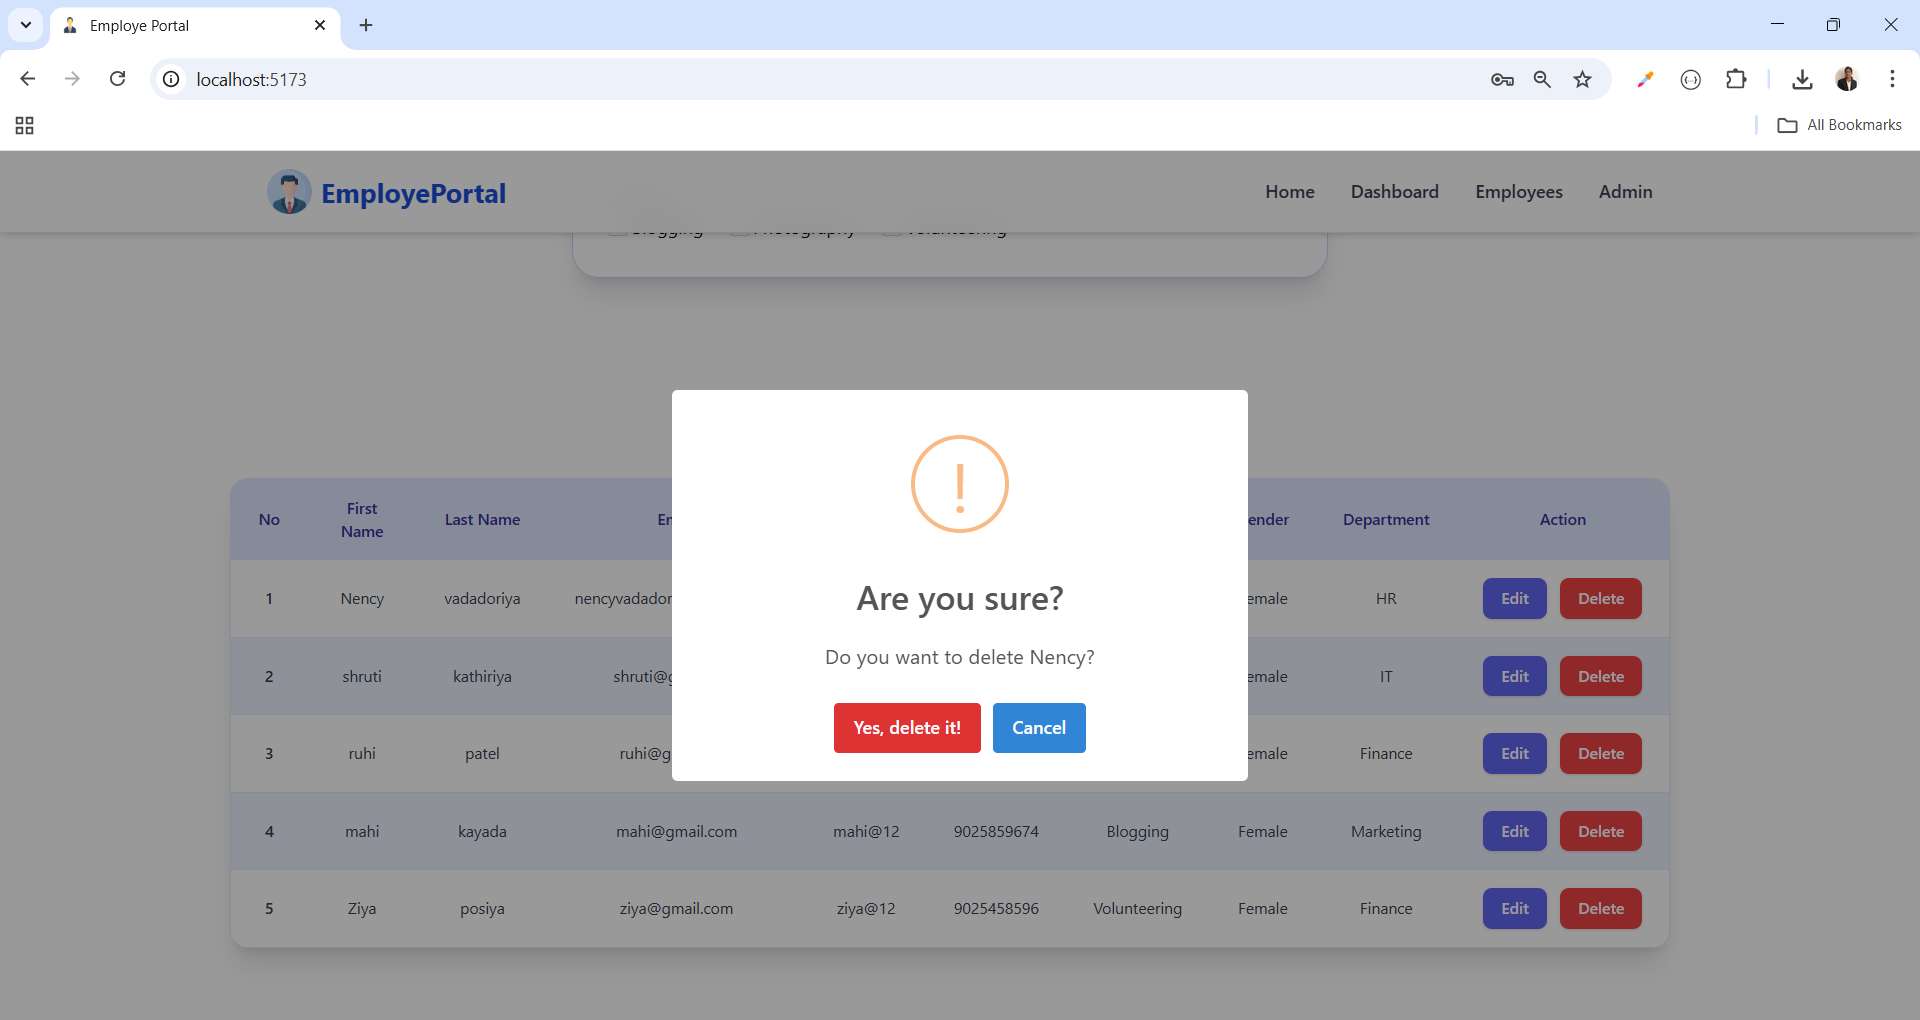 Employe Portal
localhost:5173
All Bookmarks
EmployePortal Home Dashboard Employees Admin
Blogging Photography Volunteering
No First Name Last Name Em ender Department Action
1 Nency vadadoriya nencyvadador emale HR Edit Delete
2 shruti kathiriya shruti@g emale IT Edit Delete
3 ruhi patel ruhi@g emale Finance Edit Delete
4 mahi kayada mahi@gmail.com mahi@12 9025859674 Blogging Female Marketing Edit Delete
5 Ziya posiya ziya@gmail.com ziya@12 9025458596 Volunteering Female Finance Edit Delete
!
Are you sure?
Do you want to delete Nency?
Yes, delete it! Cancel